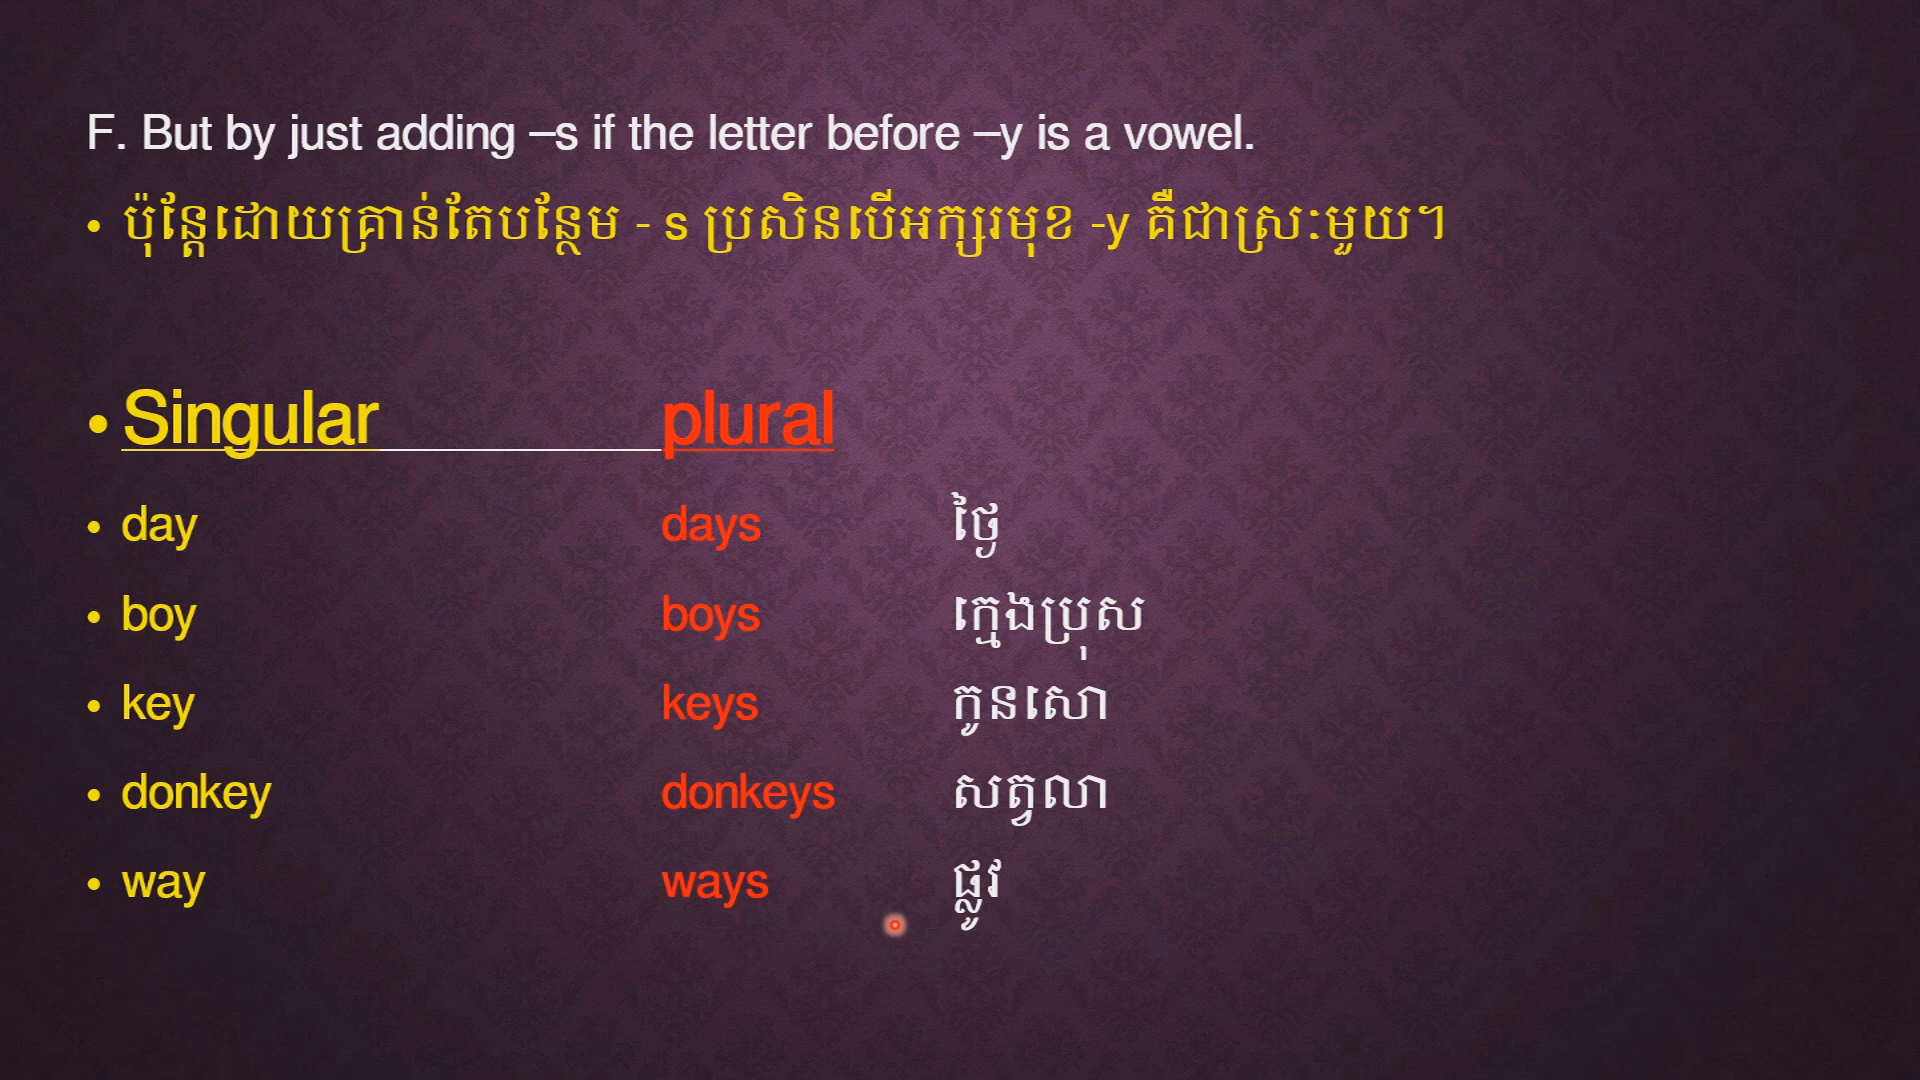 F. But by just adding –s if the letter before –y is a vowel.
• ប៉ុន្តែដោយគ្រាន់តែបន្ថែម - s ប្រសិនបើអក្សរមុខ -y គឺជាស្រៈមួយ។
• Singular plural
• day days ថ្ងៃ
• boy boys ក្មេងប្រុស
• key keys កូនសោ
• donkey donkeys សត្វលា
• way ways ផ្លូវ